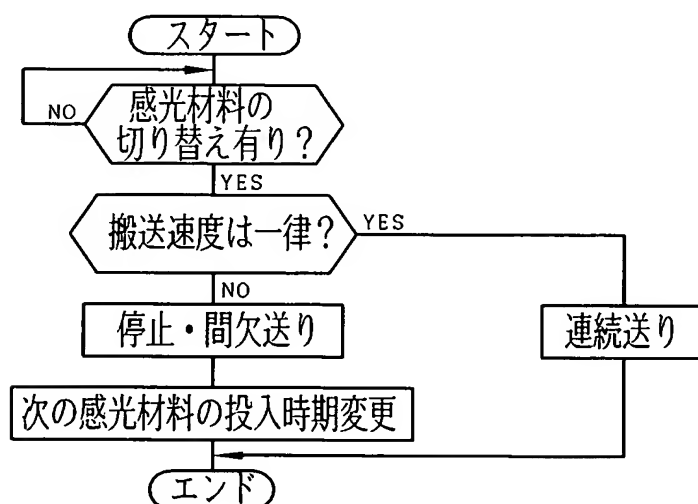 スタート
感光材料の
切り替え有り?
NO
YES
搬送速度は一律?
YES
NO
停止・間欠送り
連続送り
次の感光材料の投入時期変更
エンド